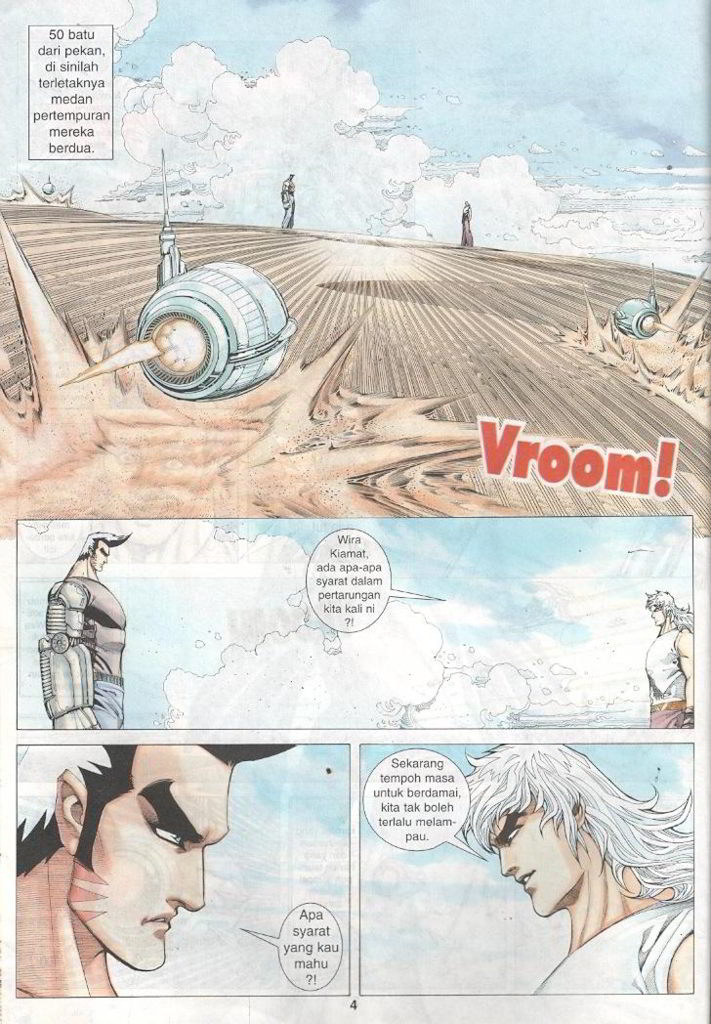 50 batu
dari pekan,
di sinilah
terletaknya
medan
pertempuran
mereka
berdua.
Vroom!
Wira
Kiamat,
ada apa-apa
syarat dalam
pertarungan
kita kali ni
?!
Apa
syarat
yang kau
mahu
?!
Sekarang
tempoh masa
untuk berdamai,
kita tak boleh
terlalu melam-
pau.
4